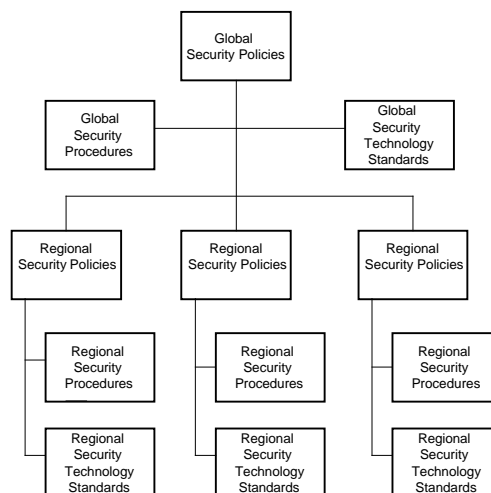 Global
Security Policies
Global
Security
Procedures
Global
Security
Technology
Standards
Regional
Security Policies
Regional
Security Policies
Regional
Security Policies
Regional
Security
Procedures
Regional
Security
Procedures
Regional
Security
Procedures
Regional
Security
Technology
Standards
Regional
Security
Technology
Standards
Regional
Security
Technology
Standards